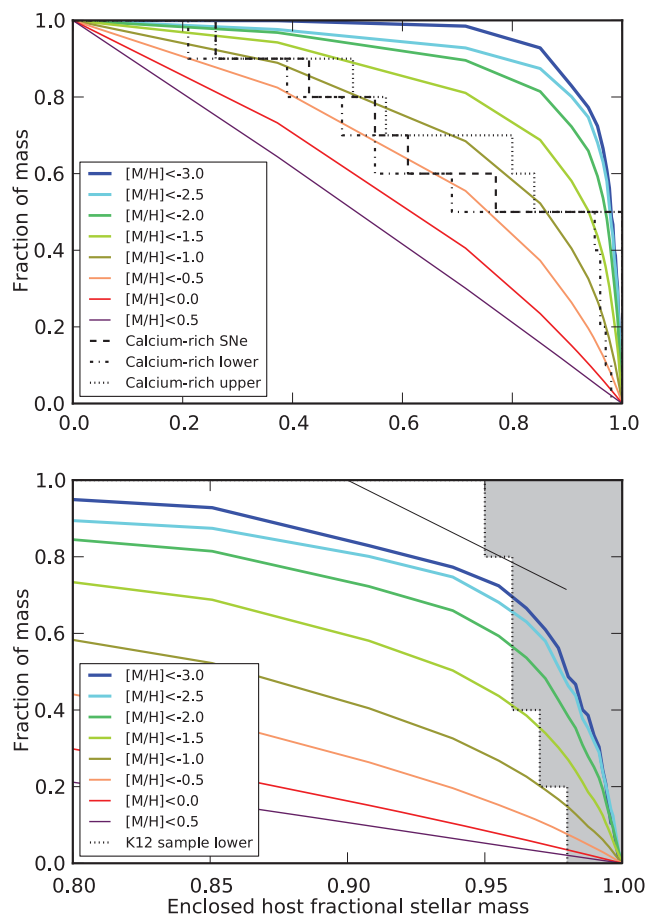 1.0
0.8
0.6
0.4
0.2
0.0
Fraction of mass
[M/H]<-3.0
[M/H]<-2.5
[M/H]<-2.0
[M/H]<-1.5
[M/H]<-1.0
[M/H]<-0.5
[M/H]<0.0
[M/H]<0.5
Calcium-rich SNe
Calcium-rich lower
Calcium-rich upper
0.0 0.2 0.4 0.6 0.8 1.0
1.0
0.8
0.6
0.4
0.2
0.0
Fraction of mass
[M/H]<-3.0
[M/H]<-2.5
[M/H]<-2.0
[M/H]<-1.5
[M/H]<-1.0
[M/H]<-0.5
[M/H]<0.0
[M/H]<0.5
K12 sample lower
0.80 0.85 0.90 0.95 1.00
Enclosed host fractional stellar mass